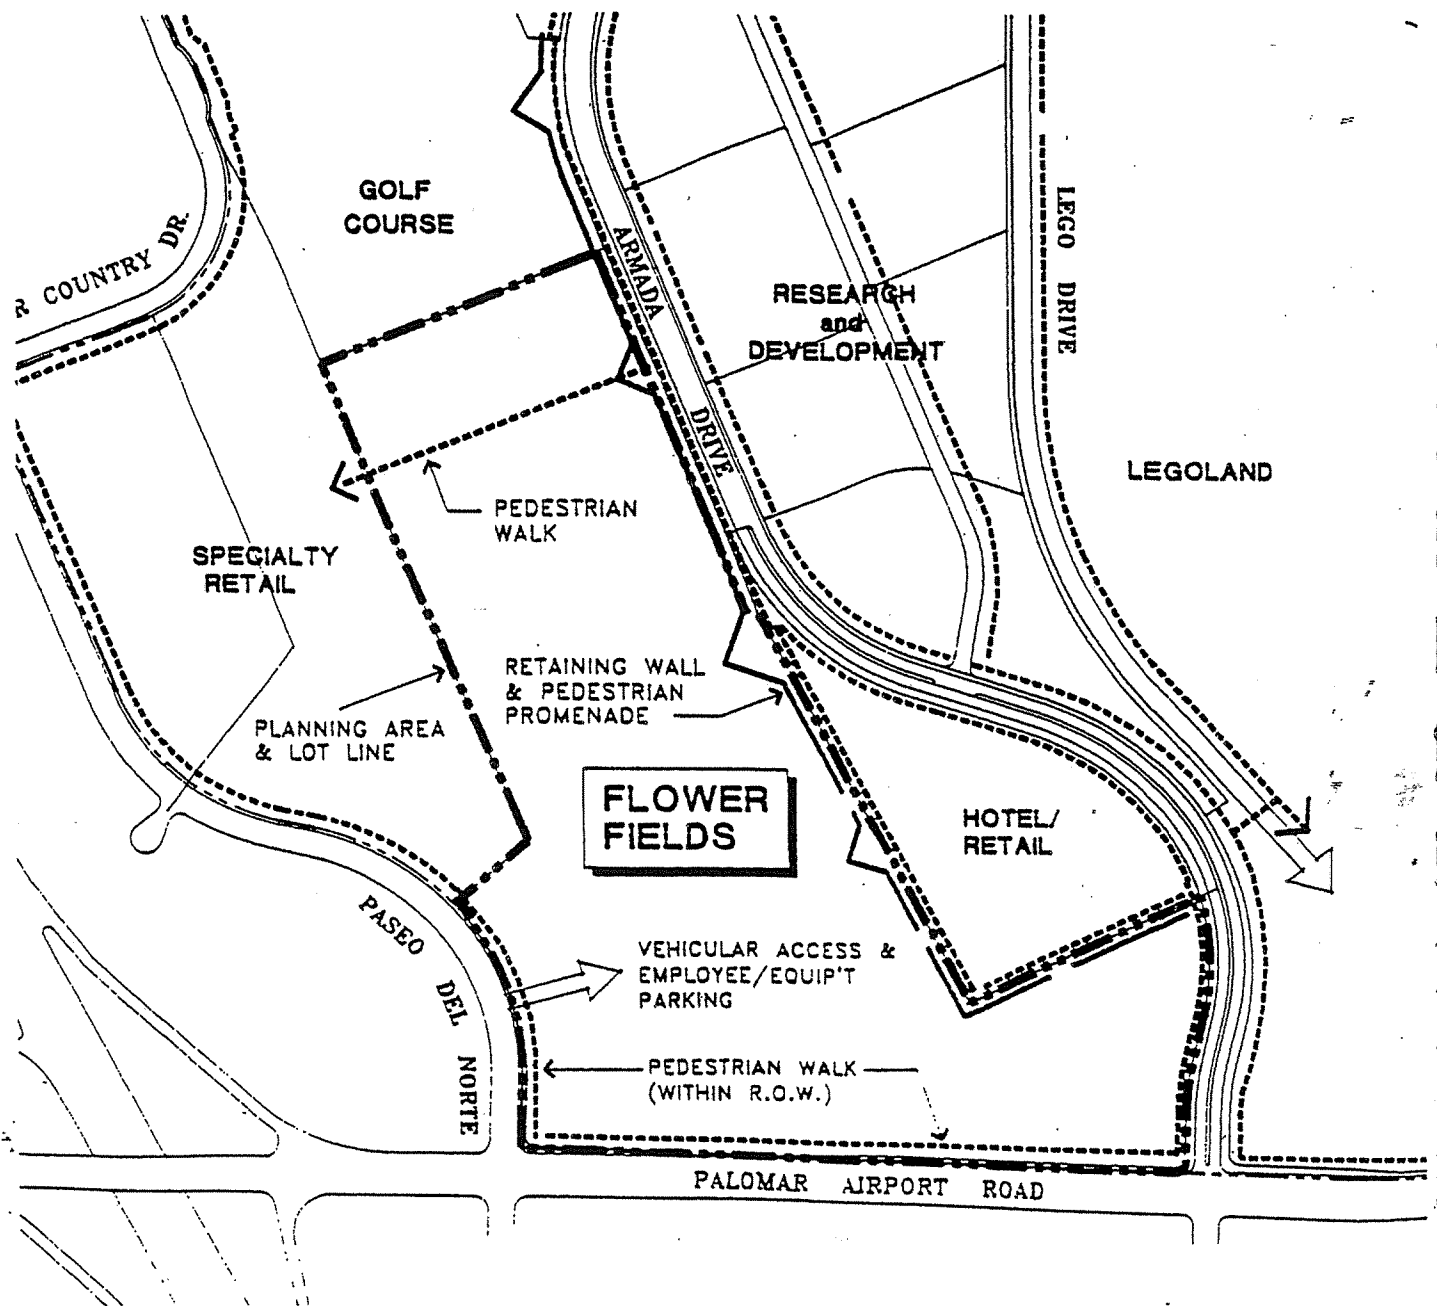 GOLF
COURSE
R COUNTRY DR.
ARMADA
DRIVE
LEGO DRIVE
RESEARCH
and
DEVELOPMENT
LEGOLAND
PEDESTRIAN
WALK
SPECIALTY
RETAIL
RETAINING WALL
& PEDESTRIAN
PROMENADE
PLANNING AREA
& LOT LINE
FLOWER
FIELDS
HOTEL/
RETAIL
PASEO DEL NORTE
VEHICULAR ACCESS &
EMPLOYEE/EQUIP'T
PARKING
PEDESTRIAN WALK
(WITHIN R.O.W.)
PALOMAR AIRPORT ROAD